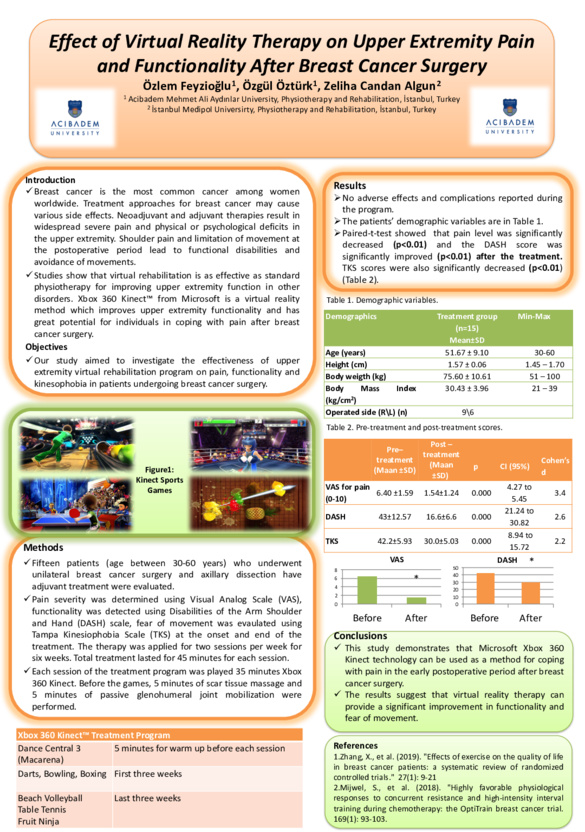 Effect of Virtual Reality Therapy on Upper Extremity Pain
and Functionality After Breast Cancer Surgery
Özlem Feyzioğlu1, Özgül Öztürk1, Zeliha Candan Algun2
1 Acibadem Mehmet Ali Aydınlar University, Physiotherapy and Rehabilitation, İstanbul, Turkey
2 İstanbul Medipol Universirty, Physiotherapy and Rehabilitation, İstanbul, Turkey
ACIBADEM
UNIVERSITY
ACIBADEM
UNIVERSITY
Introduction
✓ Breast cancer is the most common cancer among women
worldwide. Treatment approaches for breast cancer may cause
various side effects. Neoadjuvant and adjuvant therapies result in
widespread severe pain and physical or psychological deficits in
the upper extremity. Shoulder pain and limitation of movement at
the postoperative period lead to functional disabilities and
avoidance of movements.
✓ Studies show that virtual rehabilitation is as effective as standard
physiotherapy for improving upper extremity function in other
disorders. Xbox 360 Kinect™ from Microsoft is a virtual reality
method which improves upper extremity functionality and has
great potential for individuals in coping with pain after breast
cancer surgery.
Objectives
✓ Our study aimed to investigate the effectiveness of upper
extremity virtual rehabilitation program on pain, functionality and
kinesophobia in patients undergoing breast cancer surgery.
Figure1:
Kinect Sports
Games
Methods
✓ Fifteen patients (age between 30-60 years) who underwent
unilateral breast cancer surgery and axillary dissection have
adjuvant treatment were evaluated.
✓ Pain severity was determined using Visual Analog Scale (VAS),
functionality was detected using Disabilities of the Arm Shoulder
and Hand (DASH) scale, fear of movement was evaulated using
Tampa Kinesiophobia Scale (TKS) at the onset and end of the
treatment. The therapy was applied for two sessions per week for
six weeks. Total treatment lasted for 45 minutes for each session.
✓ Each session of the treatment program was played 35 minutes Xbox
360 Kinect. Before the games, 5 minutes of scar tissue massage and
5 minutes of passive glenohumeral joint mobilization were
performed.
Xbox 360 Kinect™ Treatment Program
Dance Central 3 5 minutes for warm up before each session
(Macarena)
Darts, Bowling, Boxing First three weeks
Beach Volleyball Last three weeks
Table Tennis
Fruit Ninja
Results
➢ No adverse effects and complications reported during
the program.
➢ The patients' demographic variables are in Table 1.
➢ Paired-t-test showed that pain level was significantly
decreased (p<0.01) and the DASH score was
significantly improved (p<0.01) after the treatment.
TKS scores were also significantly decreased (p<0.01)
(Table 2).
Table 1. Demographic variables.
Demographics Treatment group Min-Max
(n=15)
Mean±SD
Age (years) 51.67 ± 9.10 30-60
Height (cm) 1.57 ± 0.06 1.45 – 1.70
Body weigth (kg) 75.60 ± 10.61 51 – 100
Body Mass Index 30.43 ± 3.96 21 – 39
(kg/cm²)
Operated side (R\L) (n) 9\6
Table 2. Pre-treatment and post-treatment scores.
Pre–treatment (Maan ±SD) Post –treatment (Maan ±SD) p CI (95%) Cohen's d
VAS for pain (0-10) 6.40 ±1.59 1.54±1.24 0.000 4.27 to 5.45 3.4
DASH 43±12.57 16.6±6.6 0.000 21.24 to 30.82 2.6
TKS 42.2±5.93 30.0±5.03 0.000 8.94 to 15.72 2.2
VAS
8
6
4
2
0
*
Before After
DASH *
50
40
30
20
10
0
Before After
Conclusions
✓ This study demonstrates that Microsoft Xbox 360
Kinect technology can be used as a method for coping
with pain in the early postoperative period after breast
cancer surgery.
✓ The results suggest that virtual reality therapy can
provide a significant improvement in functionality and
fear of movement.
References
1.Zhang, X., et al. (2019). "Effects of exercise on the quality of life
in breast cancer patients: a systematic review of randomized
controlled trials." 27(1): 9-21
2.Mijwel, S., et al. (2018). "Highly favorable physiological
responses to concurrent resistance and high-intensity interval
training during chemotherapy: the OptiTrain breast cancer trial.
169(1): 93-103.